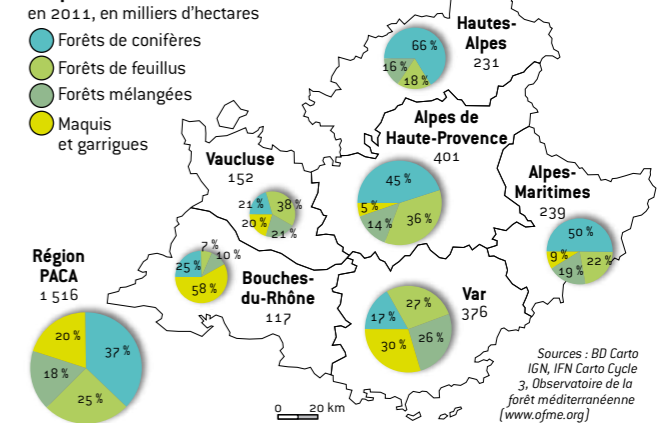 en 2011, en milliers d'hectares
Forêts de conifères
Forêts de feuillus
Forêts mélangées
Maquis
et garrigues
Hautes-
Alpes
231
66 %
16 %
18 %
Alpes de
Haute-Provence
401
45 %
5 %
14 %
36 %
Vaucluse
152
21 %
38 %
20 %
21 %
Alpes-
Maritimes
239
50 %
9 %
19 %
22 %
Région
PACA
1 516
20 %
37 %
18 %
25 %
7 %
10 %
25 %
58 %
Bouches-
du-Rhône
117
Var
376
27 %
17 %
30 %
26 %
0 20 km
Sources : BD Carto
IGN, IFN Carto Cycle
3, Observatoire de la
forêt méditerranéenne
(www.ofme.org)